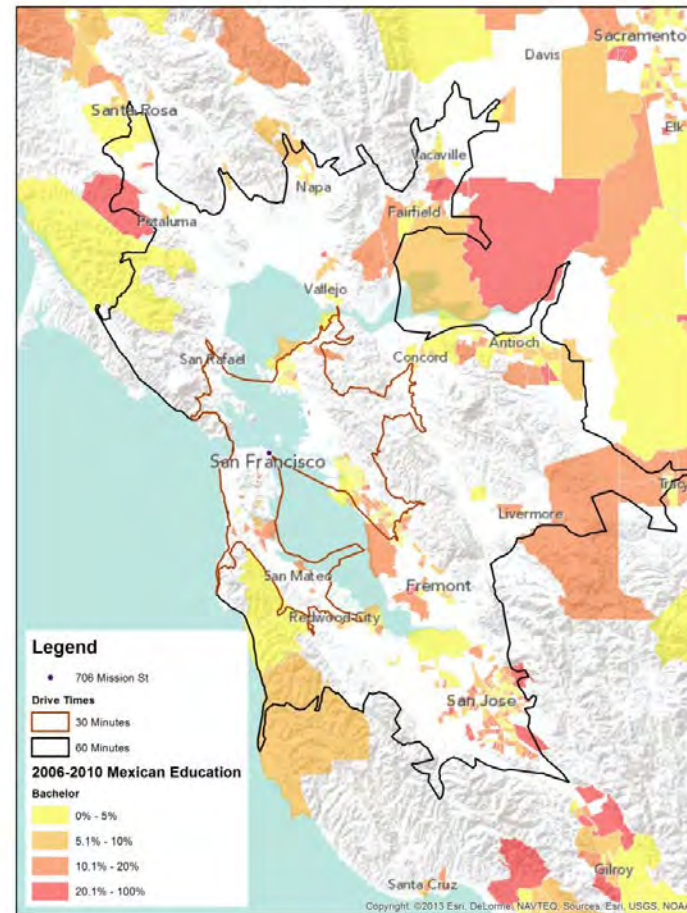 Sacramento
Davis
Santa Rosa
Elk
Vacaville
Napa
Fairfield
Petaluma
Vallejo
San Rafael
Concord
Antioch
San Francisco
Tracy
Livermore
San Mateo
Fremont
Redwood City
San Jose
Gilroy
Santa Cruz
Legend
706 Mission St
Drive Times
30 Minutes
60 Minutes
2006-2010 Mexican Education
Bachelor
0% - 5%
5.1% - 10%
10.1% - 20%
20.1% - 100%
Copyright: ©2013 Esri, DeLorme, NAVTEQ, Sources: Esri, USGS, NOAA